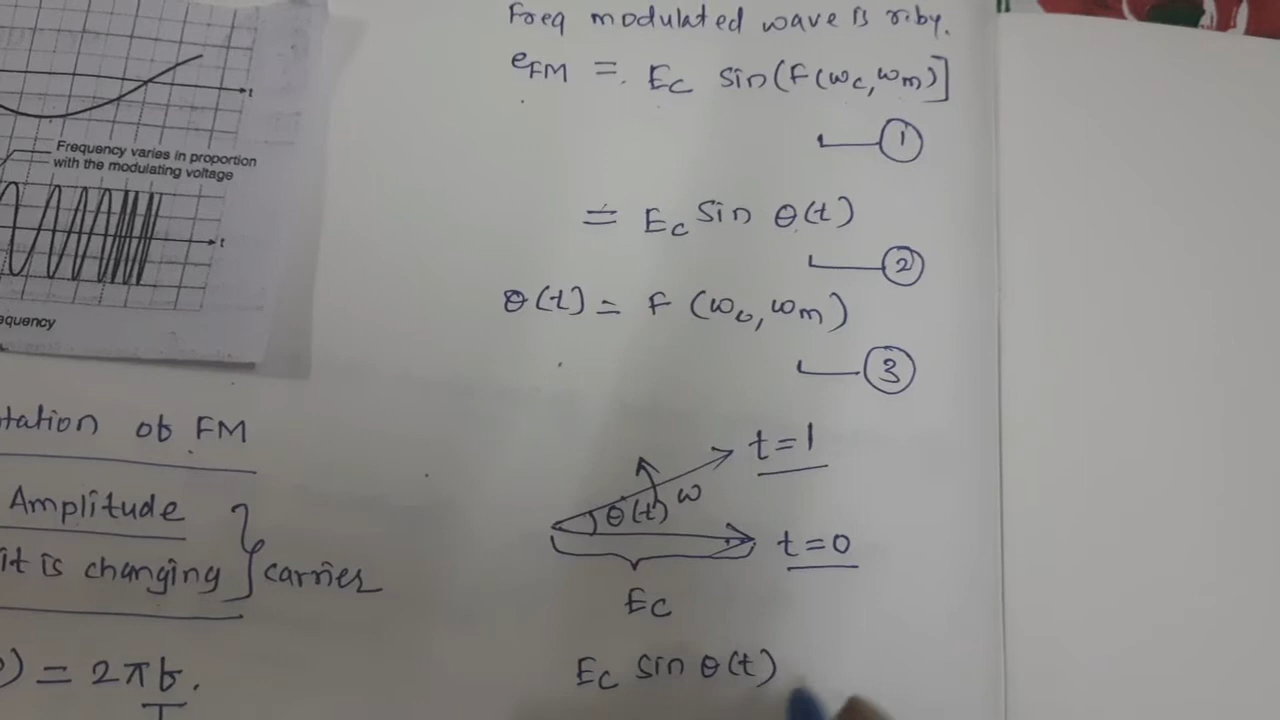 t
Frequency varies in proportion
with the modulating voltage
t
equency
tation of FM
Amplitude
it is changing } carrier
) = 2πf.
Freq modulated wave is r.by.
eFM = Ec sin(F(ωc,ωm)]
①
= Ec Sin θ(t)
②
θ(t) = F (ωc,ωm)
③
t=1
θ(t) ω
t=0
Ec
Ec sin θ(t)